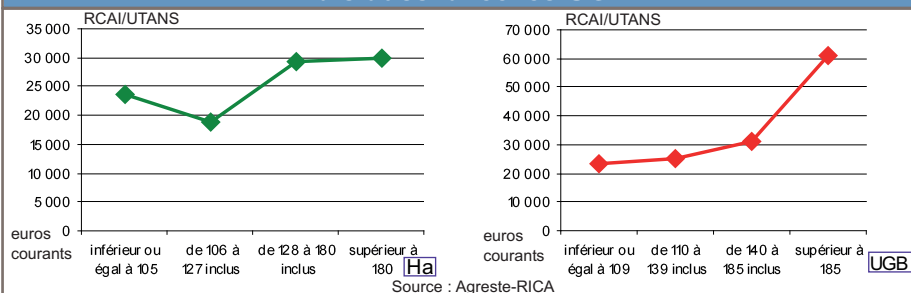 RCAI/UTANS
35 000
30 000
25 000
20 000
15 000
10 000
5 000
0
euros
courants
inférieur ou
égal à 105
de 106 à
127 inclus
de 128 à 180
inclus
supérieur à
180
Ha
RCAI/UTANS
70 000
60 000
50 000
40 000
30 000
20 000
10 000
0
euros
courants
inférieur ou
égal à 109
de 110 à
139 inclus
de 140 à
185 inclus
supérieur à
185
UGB
Source : Agreste-RICA